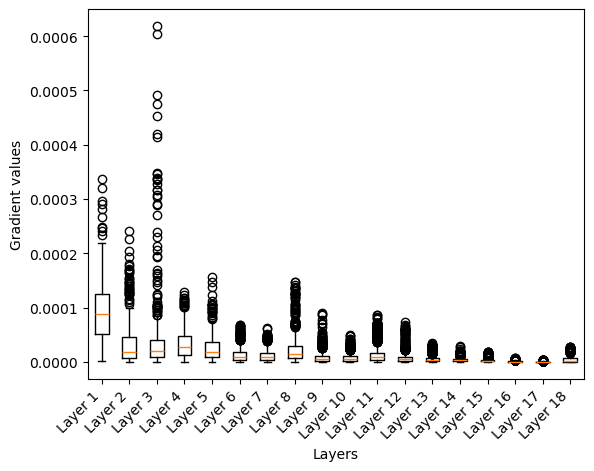 0.0006
0.0005
0.0004
0.0003
0.0002
0.0001
0.0000
Gradient values
Layer 1
Layer 2
Layer 3
Layer 4
Layer 5
Layer 6
Layer 7
Layer 8
Layer 9
Layer 10
Layer 11
Layer 12
Layer 13
Layer 14
Layer 15
Layer 16
Layer 17
Layer 18
Layers